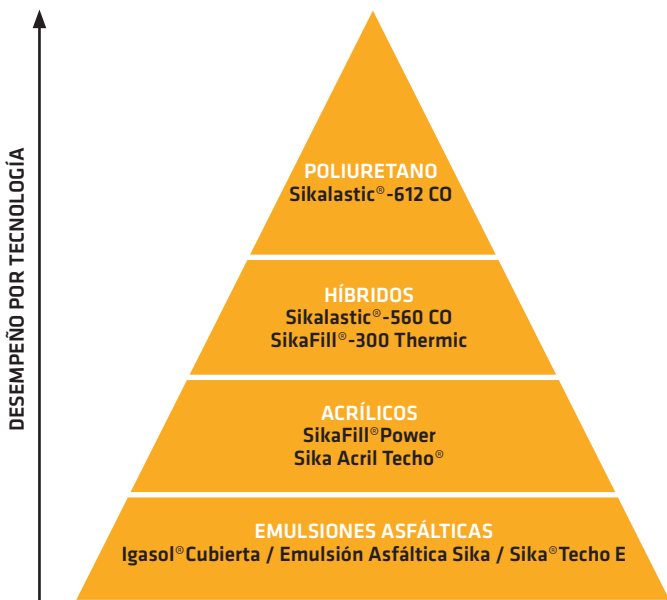 DESEMPEÑO POR TECNOLOGÍA
POLIURETANO
Sikalastic®-612 CO
HÍBRIDOS
Sikalastic®-560 CO
SikaFill®-300 Thermic
ACRÍLICOS
SikaFill®Power
Sika Acril Techo®
EMULSIONES ASFÁLTICAS
Igasol®Cubierta / Emulsión Asfáltica Sika / Sika®Techo E